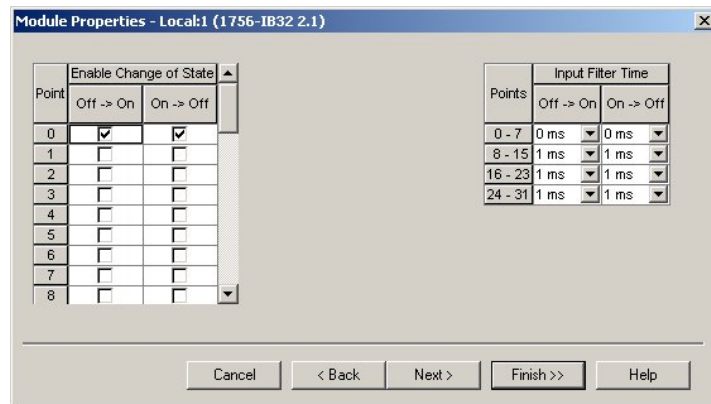 Module Properties - Local:1 (1756-IB32 2.1)
Point Enable Change of State
Off -> On On -> Off
0
1
2
3
4
5
6
7
8
Points Input Filter Time
Off -> On On -> Off
0 - 7 0 ms 0 ms
8 - 15 1 ms 1 ms
16 - 23 1 ms 1 ms
24 - 31 1 ms 1 ms
Cancel < Back Next > Finish >> Help